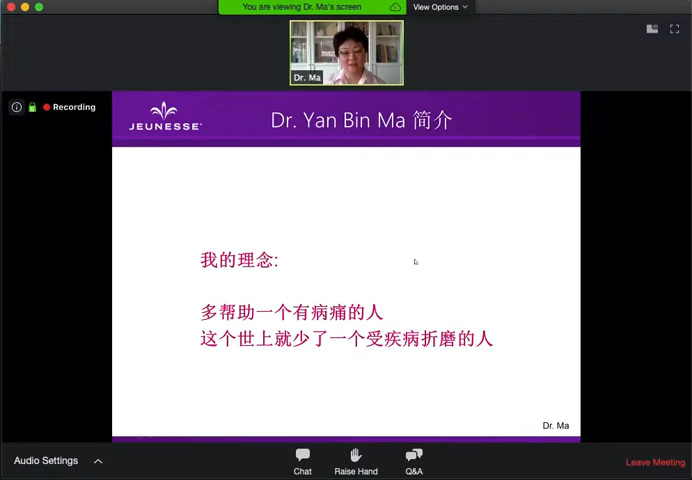 You are viewing Dr. Ma's screen
View Options
Dr. Ma
Recording
JEUNESSE
Dr. Yan Bin Ma 简介
我的理念:
多帮助一个有病痛的人
这个世上就少了一个受疾病折磨的人
Dr. Ma
Audio Settings
Chat
Raise Hand
Q&A
Leave Meeting